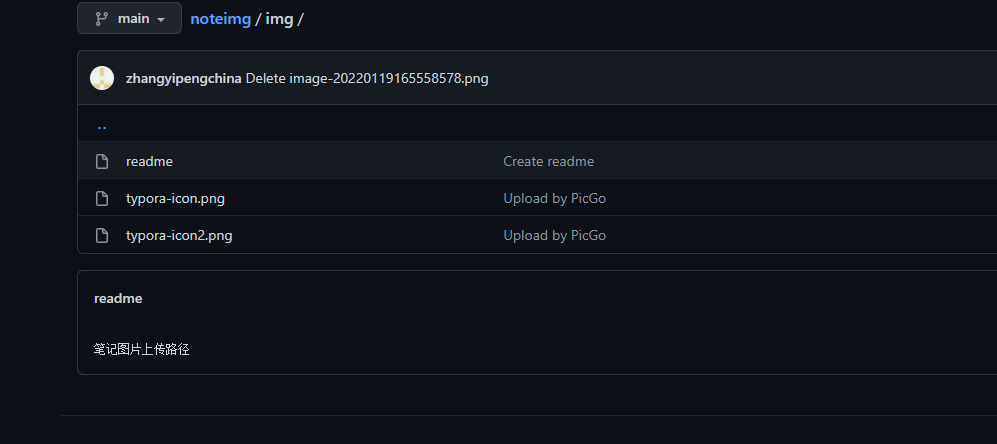 main noteimg / img /
zhangyipengchina Delete image-20220119165558578.png
..
readme Create readme
typora-icon.png Upload by PicGo
typora-icon2.png Upload by PicGo
readme
笔记图片上传路径